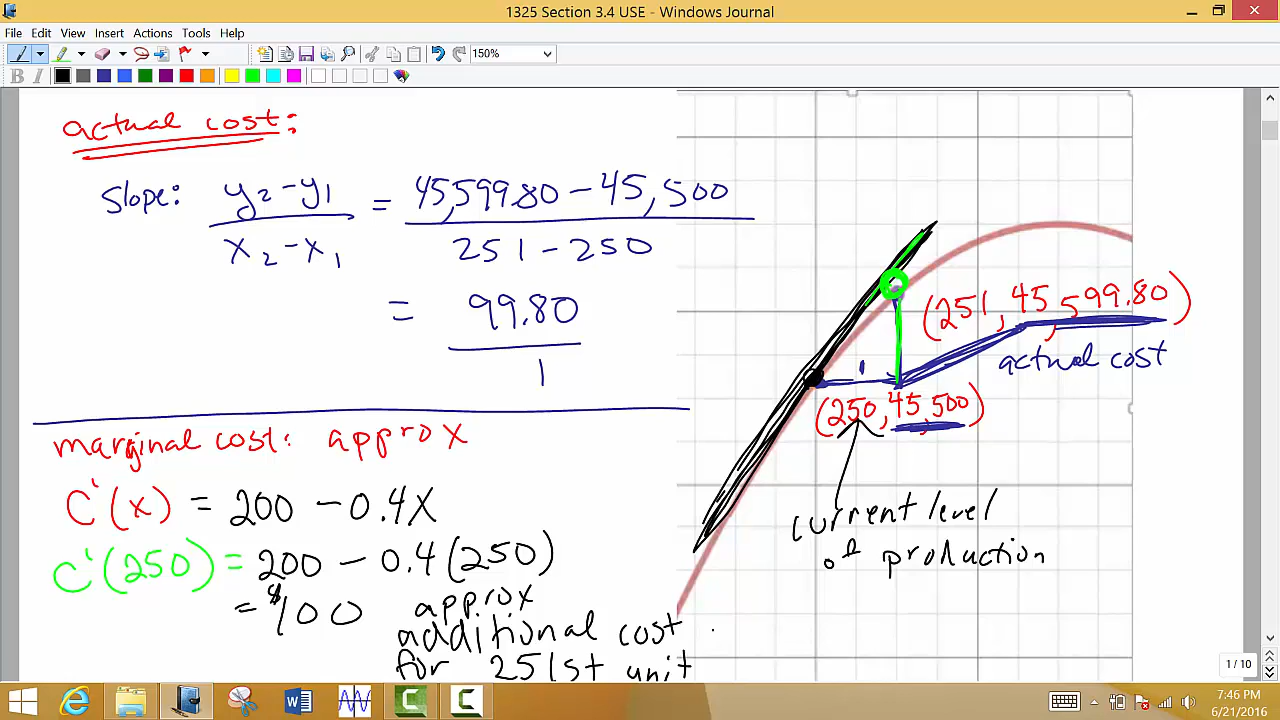 1325 Section 3.4 USE - Windows Journal
File Edit View Insert Actions Tools Help
150%
B I
actual cost:
Slope: y2-y1 = 45,599.80 - 45,500
x2-x1 251-250
= 99.80
1
marginal cost: approx
C'(x) = 200 - 0.4x
C'(250) = 200 - 0.4(250)
= $100 approx
additional cost
for 251st unit
(251, 45,599.80)
1
actual cost
(250, 45,500)
current level
of production
1 / 10
7:46 PM
6/21/2016